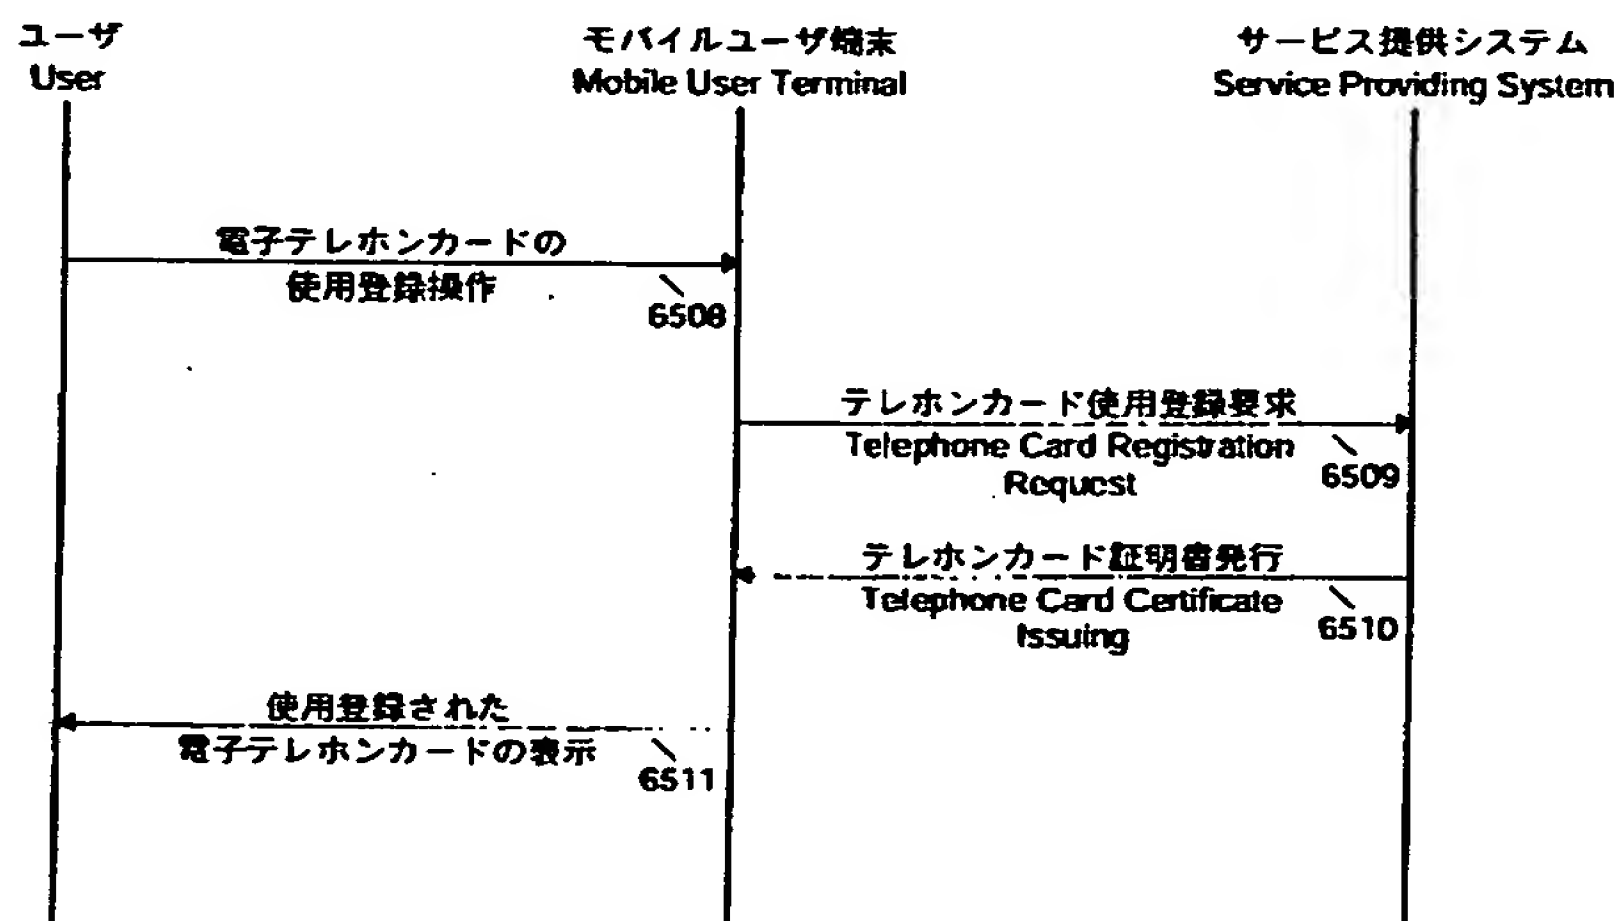 ユーザ
User
モバイルユーザ端末
Mobile User Terminal
サービス提供システム
Service Providing System
電子テレホンカードの
使用登録操作
6508
テレホンカード使用登録要求
Telephone Card Registration
Request
6509
テレホンカード証明書発行
Telephone Card Certificate
Issuing
6510
使用登録された
電子テレホンカードの表示
6511